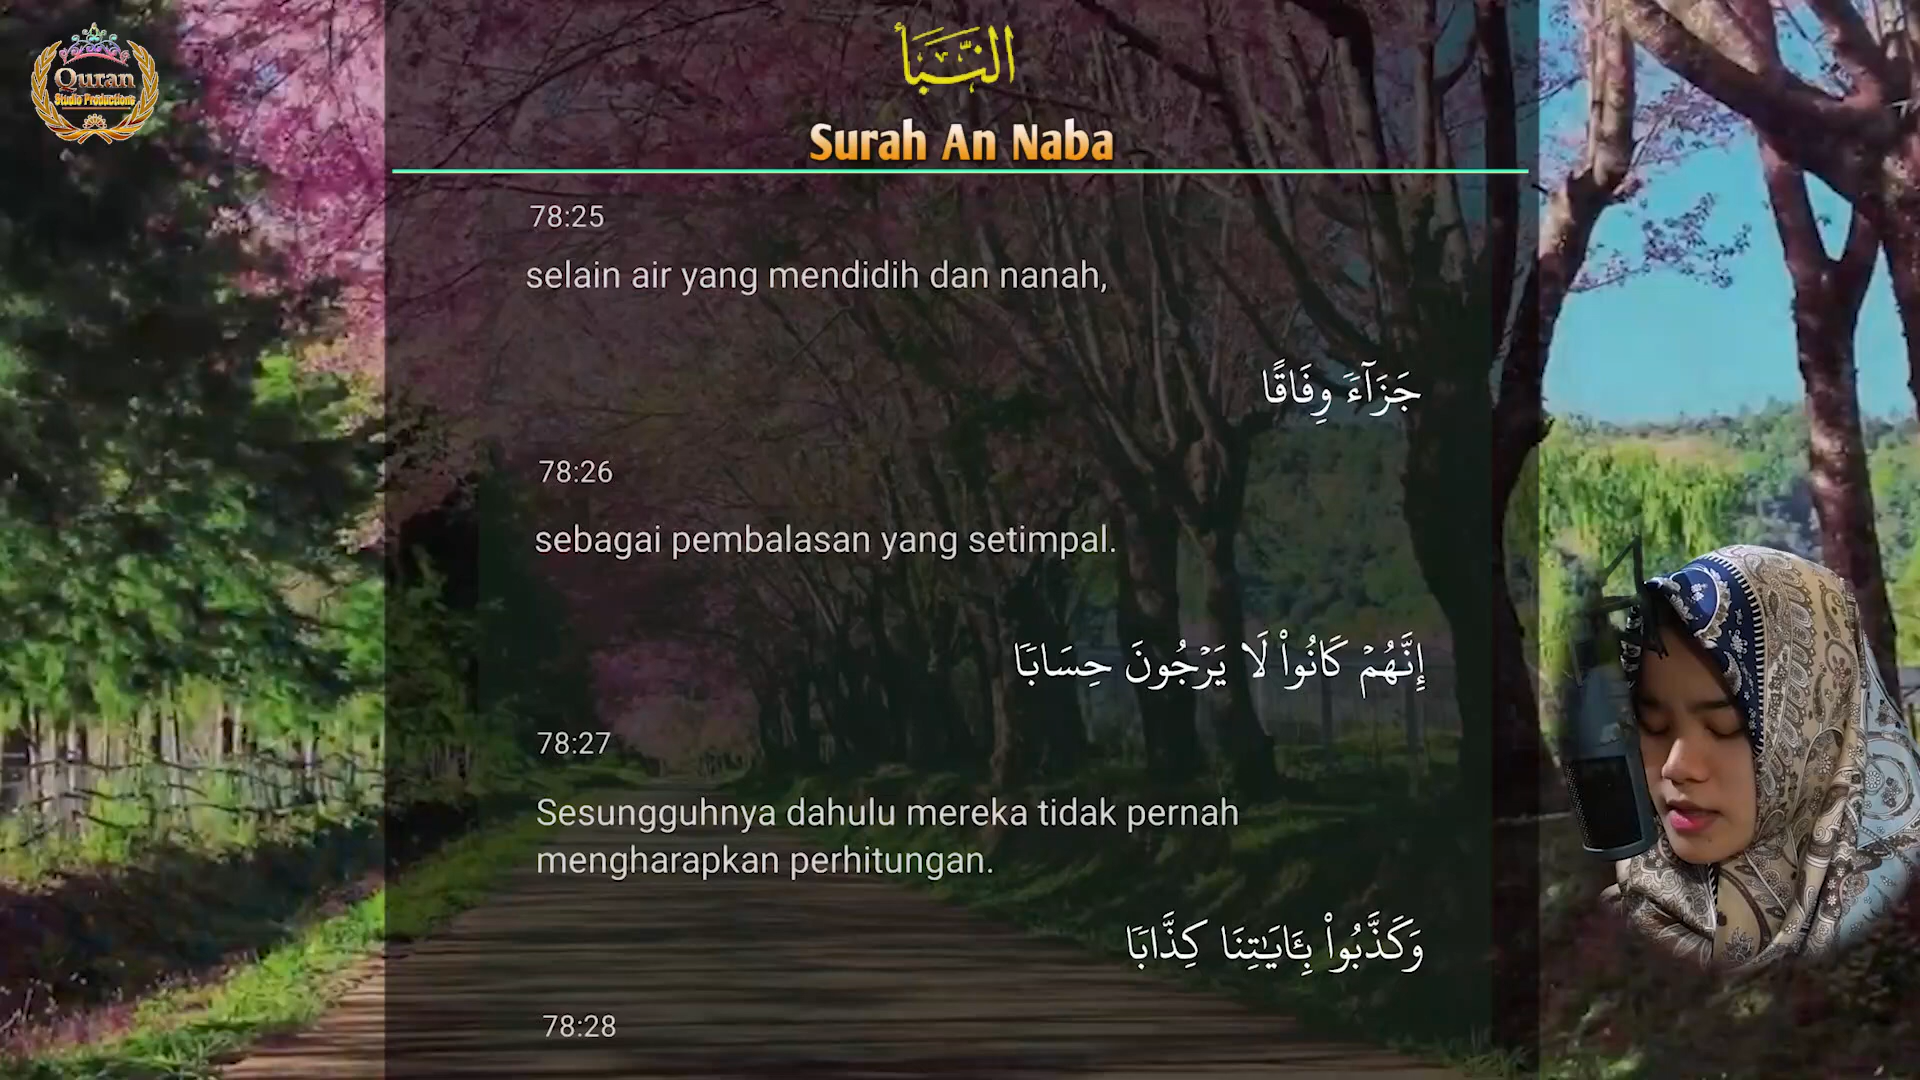 Quran
Studio Productions
النَّبَأ
Surah An Naba
78:25
selain air yang mendidih dan nanah,
جَزَآءً وِفَاقًا
78:26
sebagai pembalasan yang setimpal.
إِنَّهُمْ كَانُوا۟ لَا يَرْجُونَ حِسَابًا
78:27
Sesungguhnya dahulu mereka tidak pernah
mengharapkan perhitungan.
وَكَذَّبُوا۟ بِـَٔايَـٰتِنَا كِذَّابًا
78:28